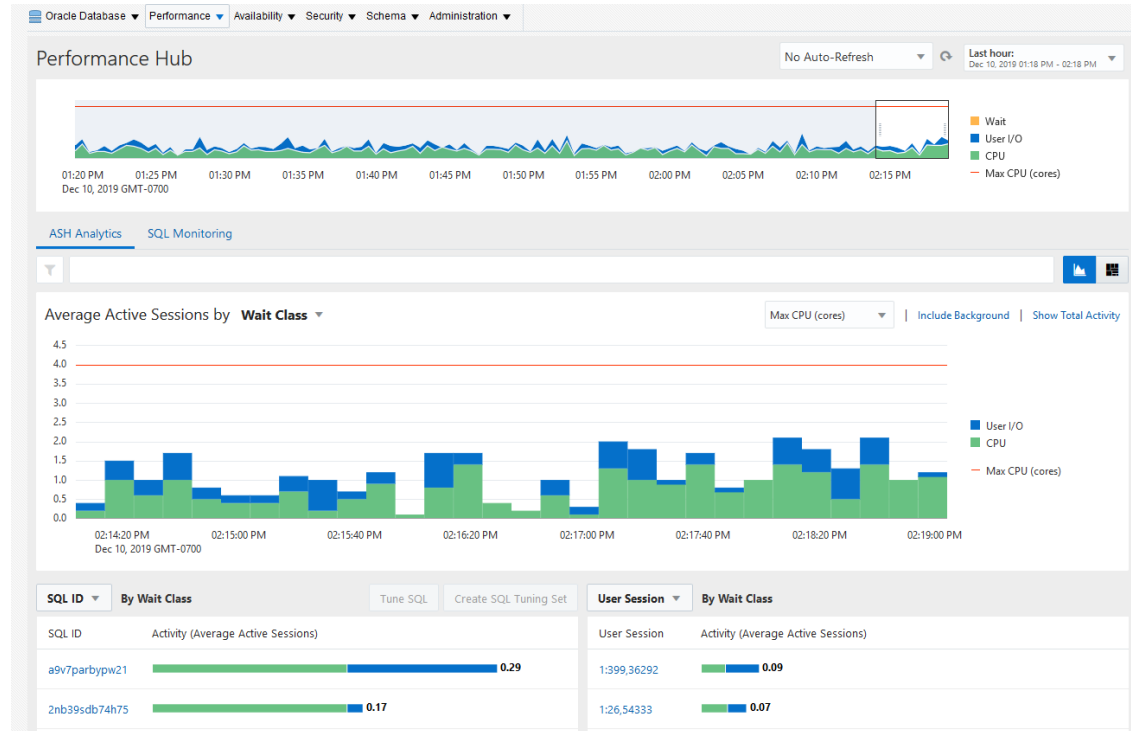 Oracle Database Performance Availability Security Schema Administration
Performance Hub
No Auto-Refresh
Last hour:
Dec 10, 2019 01:18 PM - 02:18 PM
Wait
User I/O
CPU
Max CPU (cores)
01:20 PM 01:25 PM 01:30 PM 01:35 PM 01:40 PM 01:45 PM 01:50 PM 01:55 PM 02:00 PM 02:05 PM 02:10 PM 02:15 PM
Dec 10, 2019 GMT-0700
ASH Analytics SQL Monitoring
Average Active Sessions by Wait Class
Max CPU (cores) | Include Background | Show Total Activity
4.5
4.0
3.5
3.0
2.5
2.0
1.5
1.0
0.5
0.0
User I/O
CPU
Max CPU (cores)
02:14:20 PM 02:15:00 PM 02:15:40 PM 02:16:20 PM 02:17:00 PM 02:17:40 PM 02:18:20 PM 02:19:00 PM
Dec 10, 2019 GMT-0700
SQL ID By Wait Class Tune SQL Create SQL Tuning Set
SQL ID Activity (Average Active Sessions)
a9v7parbypw21 0.29
2nb39sdb74h75 0.17
User Session By Wait Class
User Session Activity (Average Active Sessions)
1:399,36292 0.09
1:26,54333 0.07